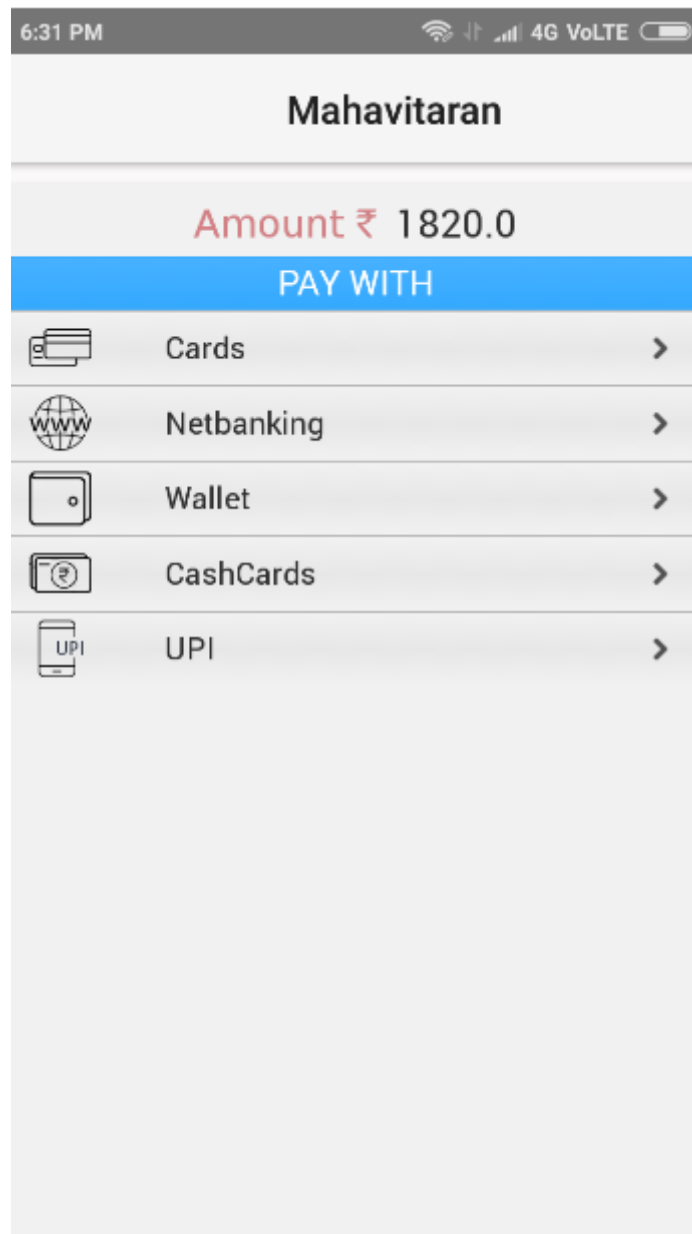 6:31 PM 4G VoLTE
Mahavitaran
Amount ₹ 1820.0
PAY WITH
Cards
www Netbanking
Wallet
₹ CashCards
UPI UPI